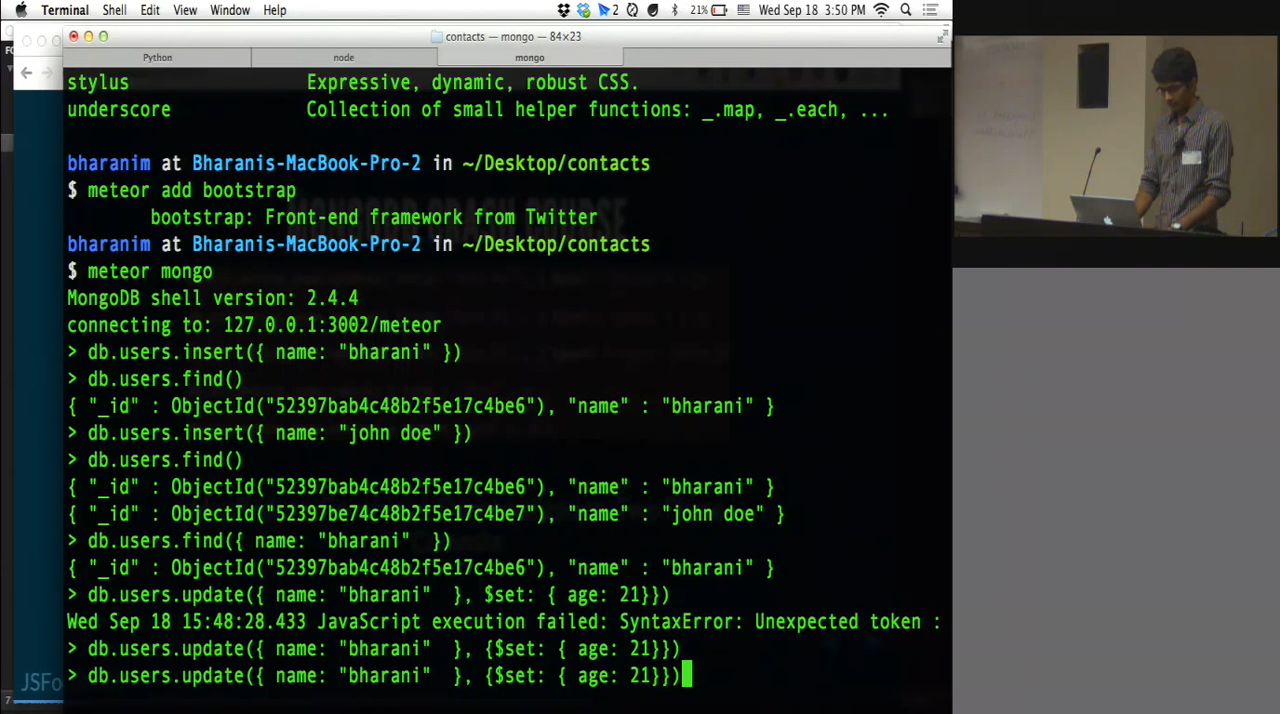 Terminal Shell Edit View Window Help 2 21% Wed Sep 18 3:50 PM
contacts — mongo — 84×23
Python node mongo
stylus Expressive, dynamic, robust CSS.
underscore Collection of small helper functions: _.map, _.each, ...
bharanim at Bharanis-MacBook-Pro-2 in ~/Desktop/contacts
$ meteor add bootstrap
bootstrap: Front-end framework from Twitter
bharanim at Bharanis-MacBook-Pro-2 in ~/Desktop/contacts
$ meteor mongo
MongoDB shell version: 2.4.4
connecting to: 127.0.0.1:3002/meteor
> db.users.insert({ name: "bharani" })
> db.users.find()
{ "_id" : ObjectId("52397bab4c48b2f5e17c4be6"), "name" : "bharani" }
> db.users.insert({ name: "john doe" })
> db.users.find()
{ "_id" : ObjectId("52397bab4c48b2f5e17c4be6"), "name" : "bharani" }
{ "_id" : ObjectId("52397be74c48b2f5e17c4be7"), "name" : "john doe" }
> db.users.find({ name: "bharani"  })
{ "_id" : ObjectId("52397bab4c48b2f5e17c4be6"), "name" : "bharani" }
> db.users.update({ name: "bharani"  }, $set: { age: 21}})
Wed Sep 18 15:48:28.433 JavaScript execution failed: SyntaxError: Unexpected token :
> db.users.update({ name: "bharani"  }, {$set: { age: 21}})
> db.users.update({ name: "bharani"  }, {$set: { age: 21}})
JSFo
7